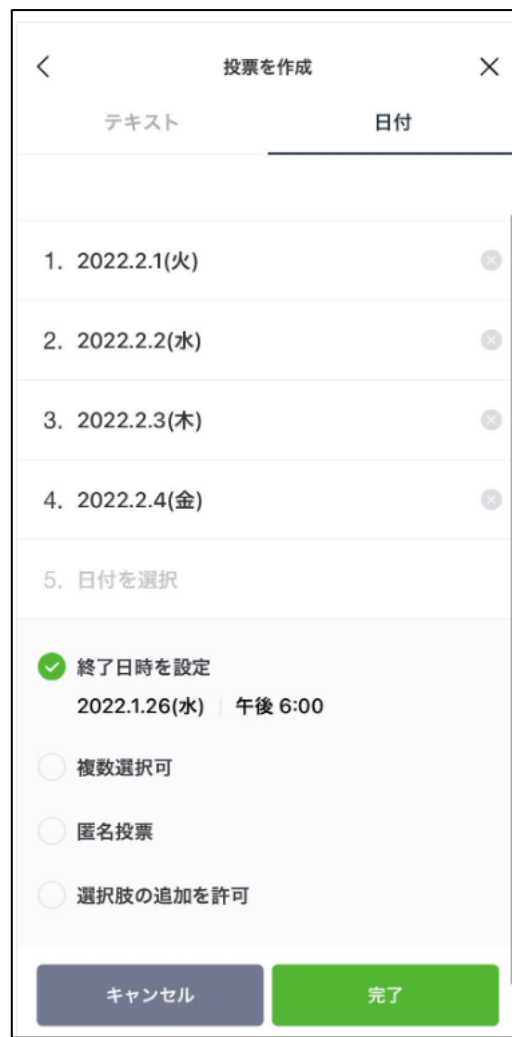 投票を作成
テキスト 日付
1. 2022.2.1(火)
2. 2022.2.2(水)
3. 2022.2.3(木)
4. 2022.2.4(金)
5. 日付を選択
終了日時を設定
2022.1.26(水) 午後 6:00
複数選択可
匿名投票
選択肢の追加を許可
キャンセル 完了